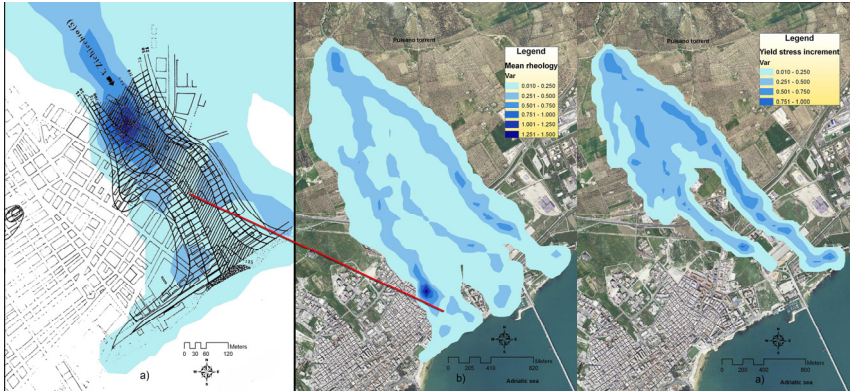 t. Zichierchio (S)
125
Meters
0 30 60 120
a)
Pulsano torrent
Legend
Mean rheology
Var
0.010 - 0.250
0.251 - 0.500
0.501 - 0.750
0.751 - 1.000
1.001 - 1.250
1.251 - 1.500
Meters
0 205 410 820
b)
Adriatic sea
Pulsano torrent
Legend
Yield stress increment
Var
0.010 - 0.250
0.251 - 0.500
0.501 - 0.750
0.751 - 1.000
Meters
0 200 400 800
a)
Adriatic sea